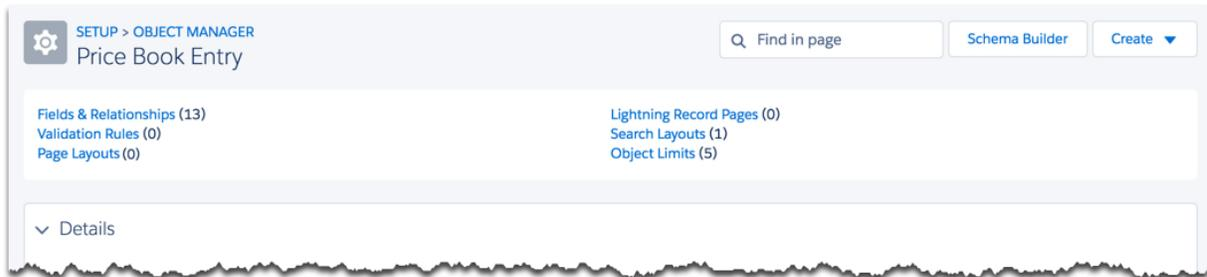 SETUP > OBJECT MANAGER
Price Book Entry
Find in page
Schema Builder
Create
Fields & Relationships (13)
Validation Rules (0)
Page Layouts (0)
Lightning Record Pages (0)
Search Layouts (1)
Object Limits (5)
Details